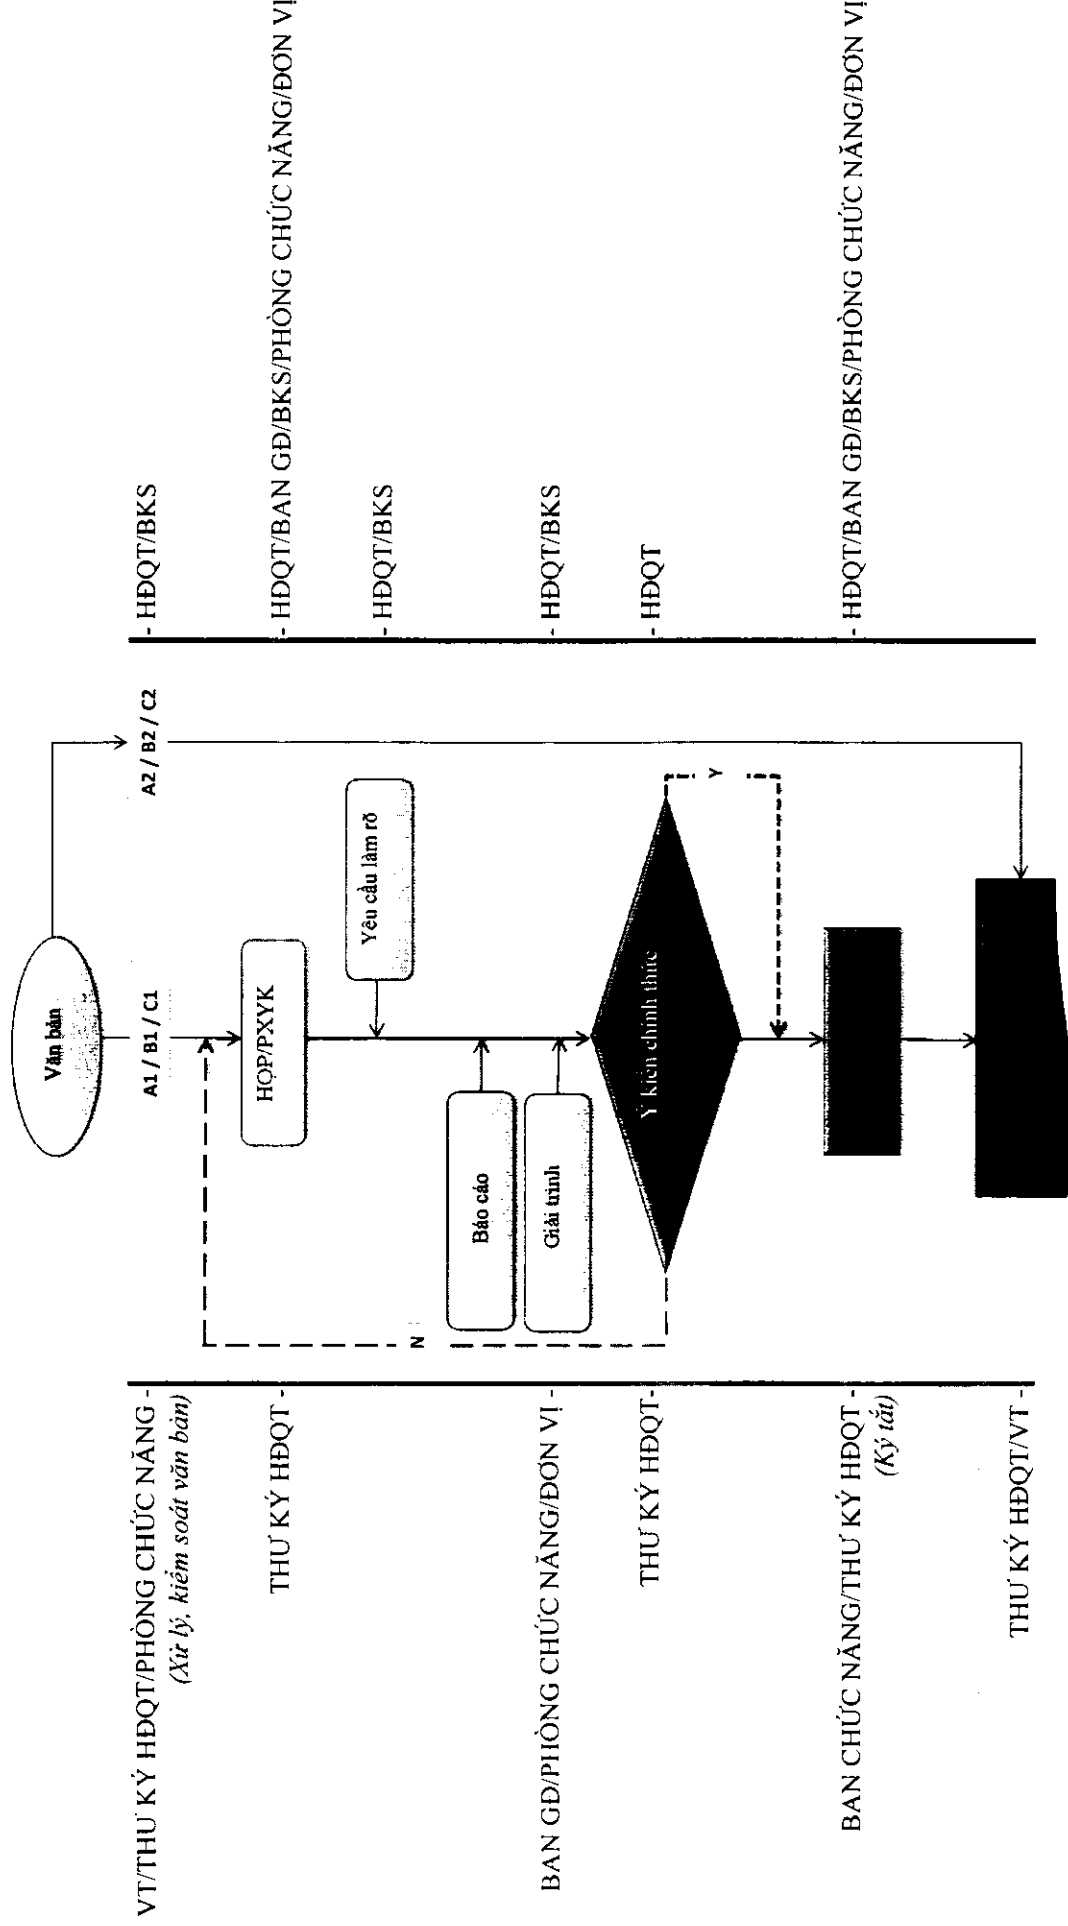 Văn bản
A1 / B1 / C1
A2 / B2 / C2
VT/THƯ KÝ HĐQT/PHÒNG CHỨC NĂNG -
(Xử lý, kiểm soát văn bản)
- HĐQT/BKS
THƯ KÝ HĐQT -
HỌP/PXYK
- HĐQT/BAN GĐ/BKS/PHÒNG CHỨC NĂNG/ĐƠN VỊ
Yêu cầu làm rõ
- HĐQT/BKS
N
Báo cáo
BAN GĐ/PHÒNG CHỨC NĂNG/ĐƠN VỊ -
Giải trình
- HĐQT/BKS
THƯ KÝ HĐQT -
Ý kiến chính thức
- HĐQT
Y
BAN CHỨC NĂNG/THƯ KÝ HĐQT -
(Ký tắt)
- HĐQT/BAN GĐ/BKS/PHÒNG CHỨC NĂNG/ĐƠN VỊ
THƯ KÝ HĐQT/VT -